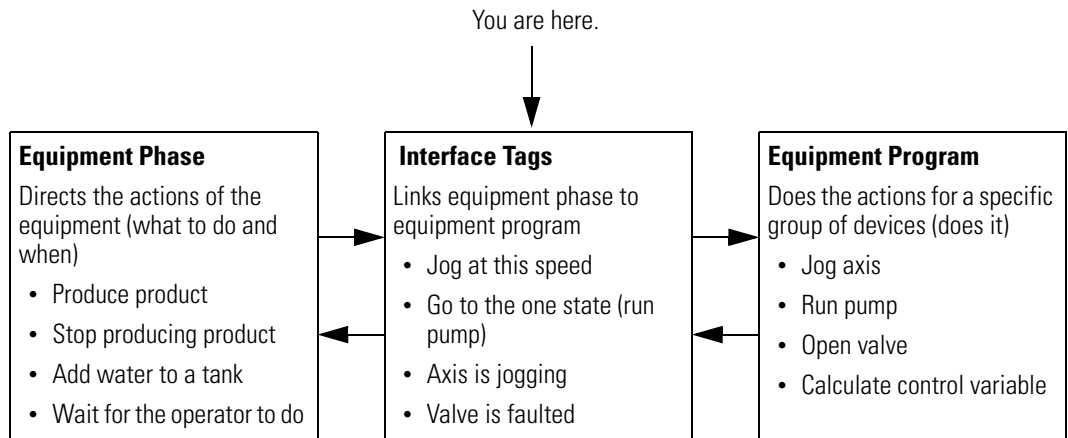 You are here.
Equipment Phase
Directs the actions of the
equipment (what to do and
when)
• Produce product
• Stop producing product
• Add water to a tank
• Wait for the operator to do
Interface Tags
Links equipment phase to
equipment program
• Jog at this speed
• Go to the one state (run
pump)
• Axis is jogging
• Valve is faulted
Equipment Program
Does the actions for a specific
group of devices (does it)
• Jog axis
• Run pump
• Open valve
• Calculate control variable